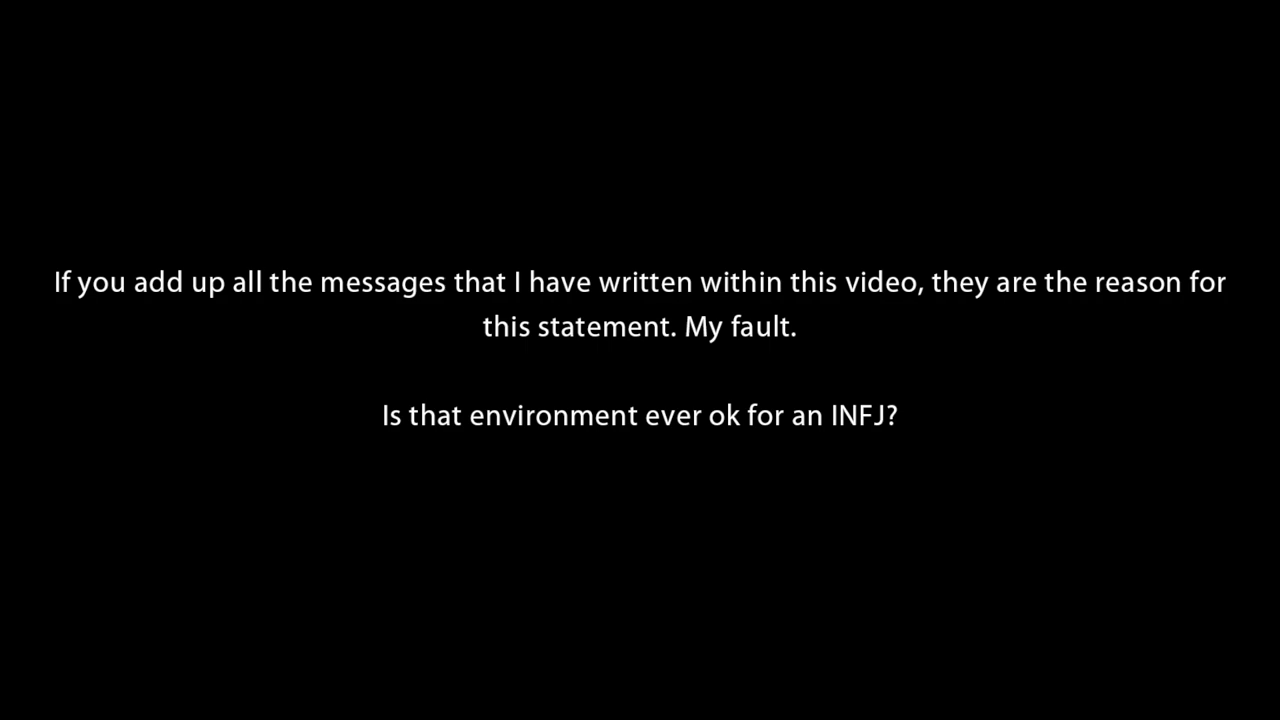 If you add up all the messages that I have written within this video, they are the reason for
this statement. My fault.
Is that environment ever ok for an INFJ?